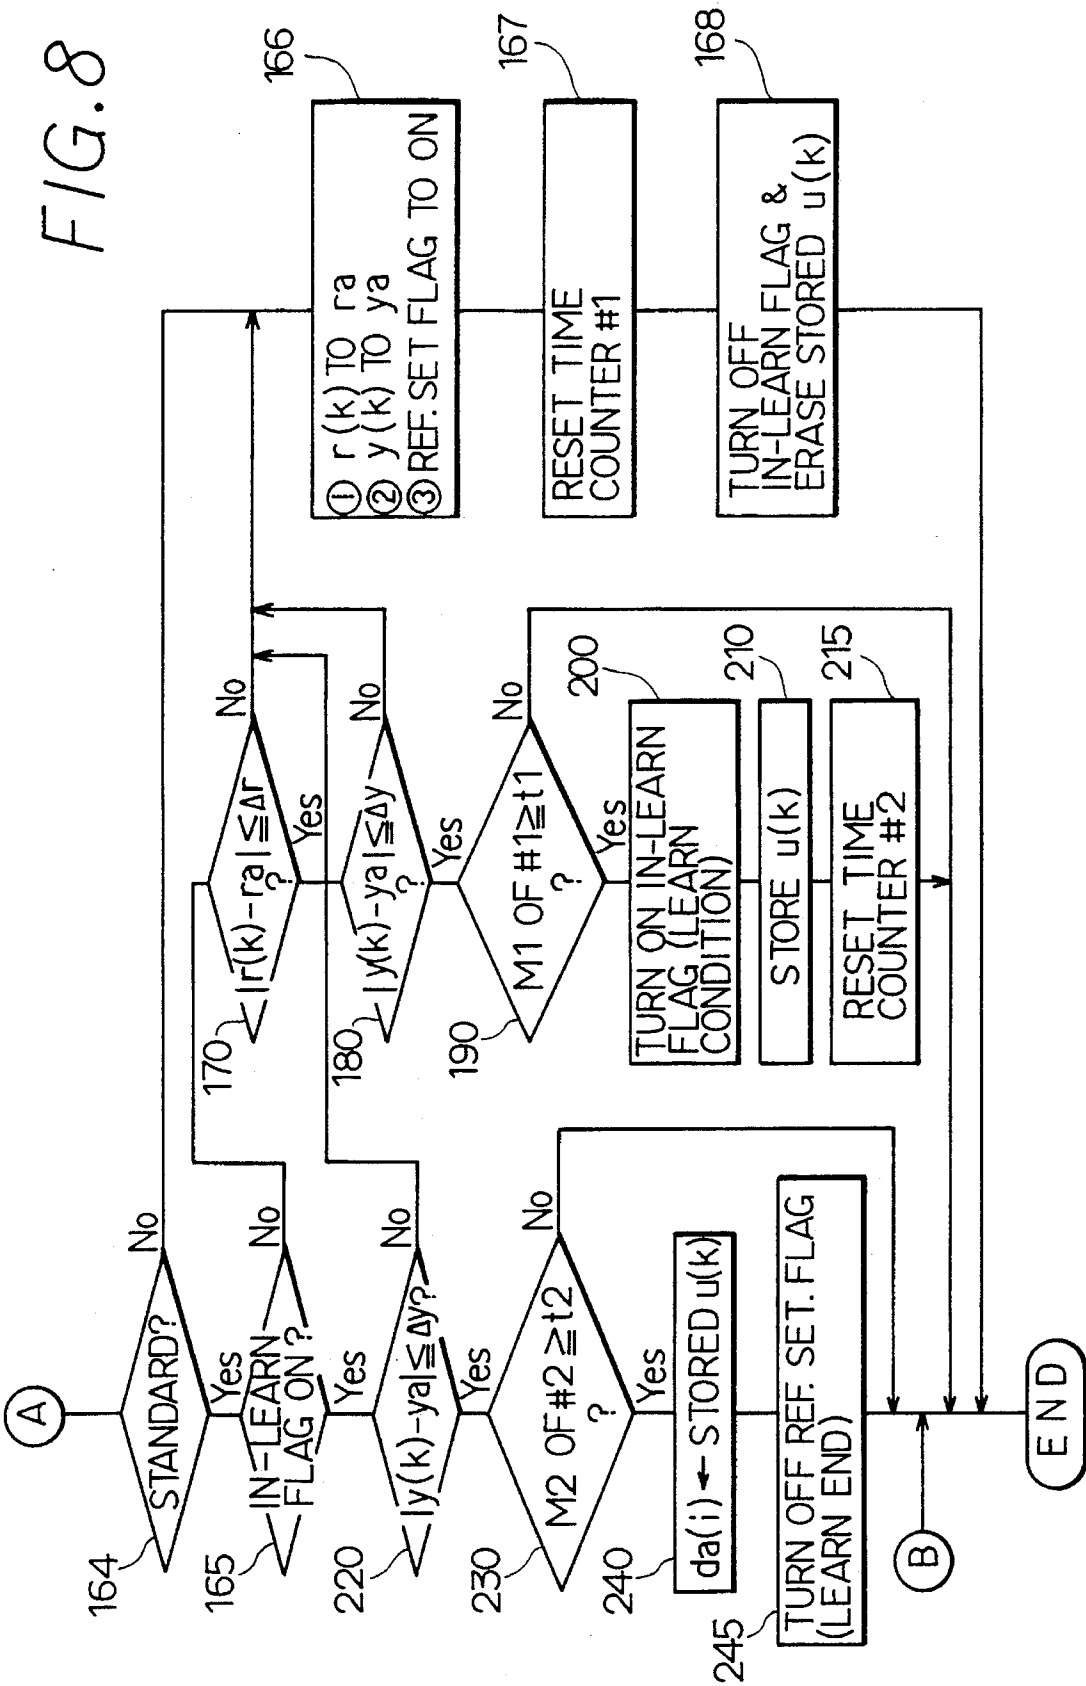 FIG. 8
A
164
STANDARD?
No
Yes
165
IN-LEARN
FLAG ON?
No
Yes
220
|y(k)-ya|≦Δy?
No
Yes
230
M2 OF #2≧t2
?
No
Yes
240
da(i)←STORED u(k)
245
TURN OFF REF. SET. FLAG
(LEARN END)
B
END
170
|r(k)-ra|≦Δr
?
No
Yes
180
|y(k)-ya|≦Δy
?
No
Yes
190
M1 OF #1≧t1
?
No
Yes
200
TURN ON IN-LEARN
FLAG (LEARN
CONDITION)
210
STORE u(k)
215
RESET TIME
COUNTER #2
166
① r(k) TO ra
② y(k) TO ya
③ REF. SET FLAG TO ON
167
RESET TIME
COUNTER #1
168
TURN OFF
IN-LEARN FLAG &
ERASE STORED u(k)